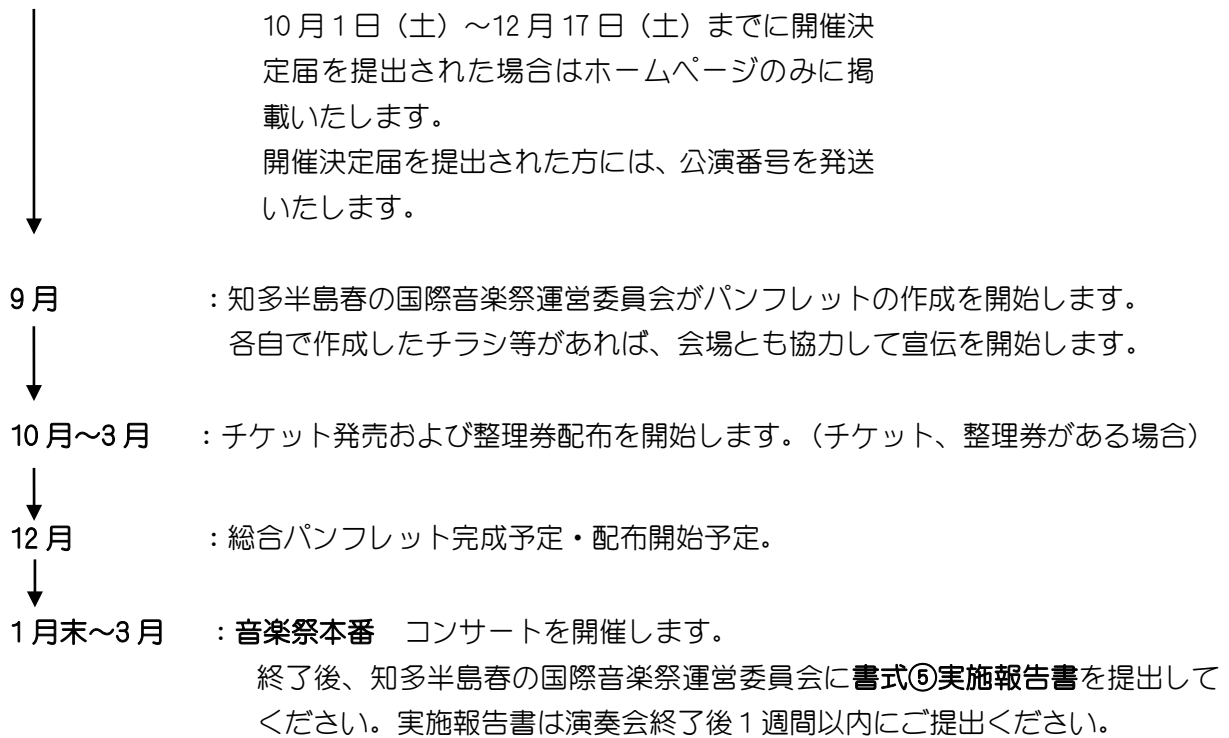 10月1日（土）～12月17日（土）までに開催決
定届を提出された場合はホームページのみに掲
載いたします。
開催決定届を提出された方には、公演番号を発送
いたします。
9月 ：知多半島春の国際音楽祭運営委員会がパンフレットの作成を開始します。
各自で作成したチラシ等があれば、会場とも協力して宣伝を開始します。
10月～3月 ：チケット発売および整理券配布を開始します。（チケット、整理券がある場合）
12月 ：総合パンフレット完成予定・配布開始予定。
1月末～3月 ：音楽祭本番　コンサートを開催します。
終了後、知多半島春の国際音楽祭運営委員会に書式⑤実施報告書を提出して
ください。実施報告書は演奏会終了後1週間以内にご提出ください。